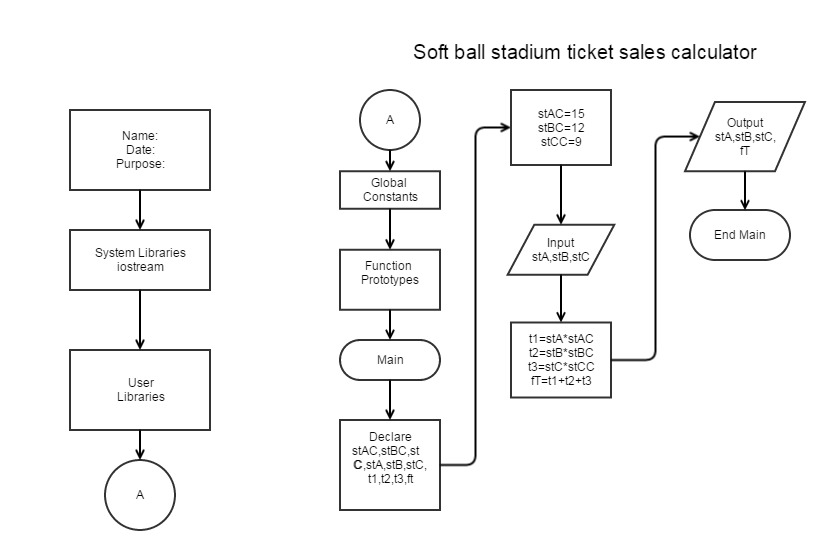 Soft ball stadium ticket sales calculator
Name:
Date:
Purpose:
System Libraries
iostream
User
Libraries
A
A
Global
Constants
Function
Prototypes
Main
Declare
stAC,stBC,st
C,stA,stB,stC,
t1,t2,t3,ft
stAC=15
stBC=12
stCC=9
Input
stA,stB,stC
t1=stA*stAC
t2=stB*stBC
t3=stC*stCC
fT=t1+t2+t3
Output
stA,stB,stC,
fT
End Main